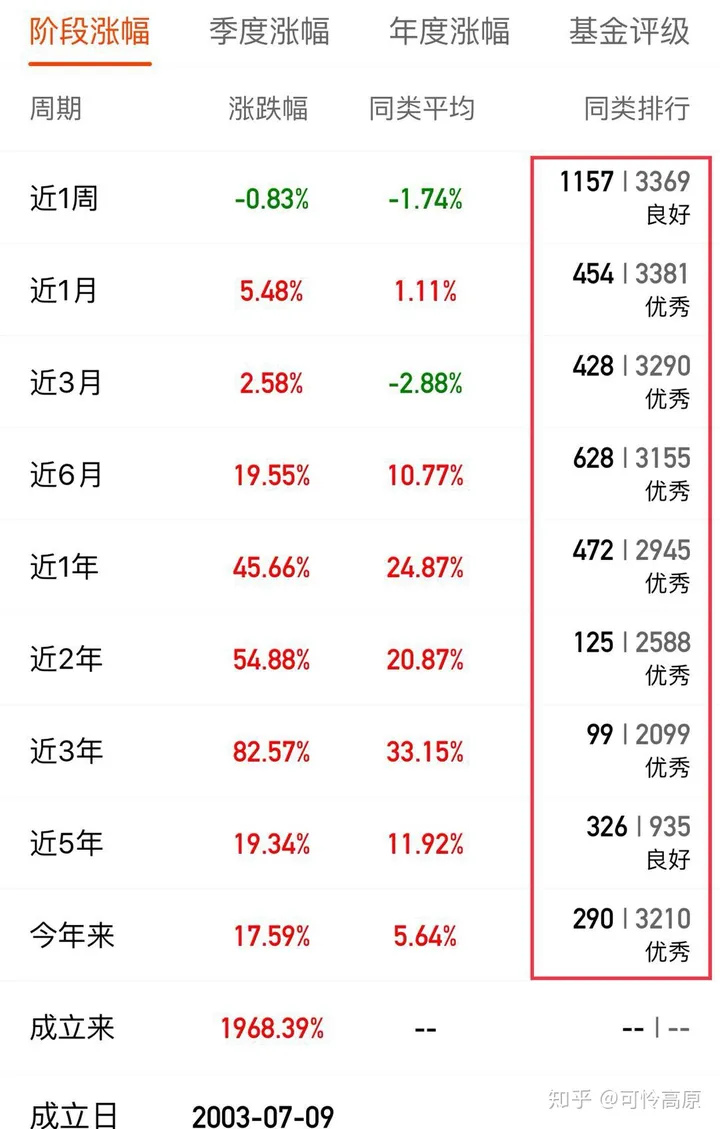 阶段涨幅 季度涨幅 年度涨幅 基金评级
周期 涨跌幅 同类平均 同类排行
近1周 -0.83% -1.74% 1157 | 3369
良好
近1月 5.48% 1.11% 454 | 3381
优秀
近3月 2.58% -2.88% 428 | 3290
优秀
近6月 19.55% 10.77% 628 | 3155
优秀
近1年 45.66% 24.87% 472 | 2945
优秀
近2年 54.88% 20.87% 125 | 2588
优秀
近3年 82.57% 33.15% 99 | 2099
优秀
近5年 19.34% 11.92% 326 | 935
良好
今年来 17.59% 5.64% 290 | 3210
优秀
成立来 1968.39% -- -- | --
成立日 2003-07-09
知乎 @可怜高原